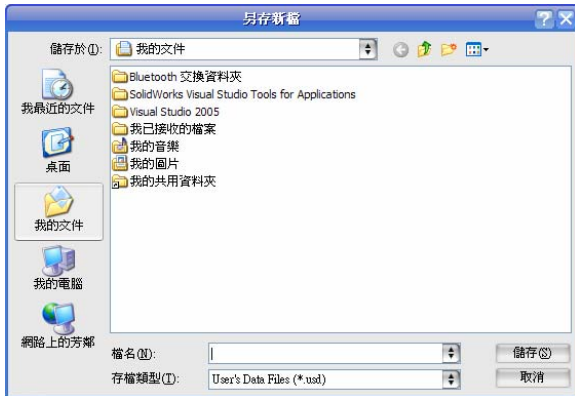 另存新檔
儲存於(I):
我的文件
我最近的文件
桌面
我的文件
我的電腦
網路上的芳鄰
Bluetooth 交換資料夾
SolidWorks Visual Studio Tools for Applications
Visual Studio 2005
我已接收的檔案
我的音樂
我的圖片
我的共用資料夾
檔名(N):
儲存(S)
存檔類型(T):
User's Data Files (*.usd)
取消